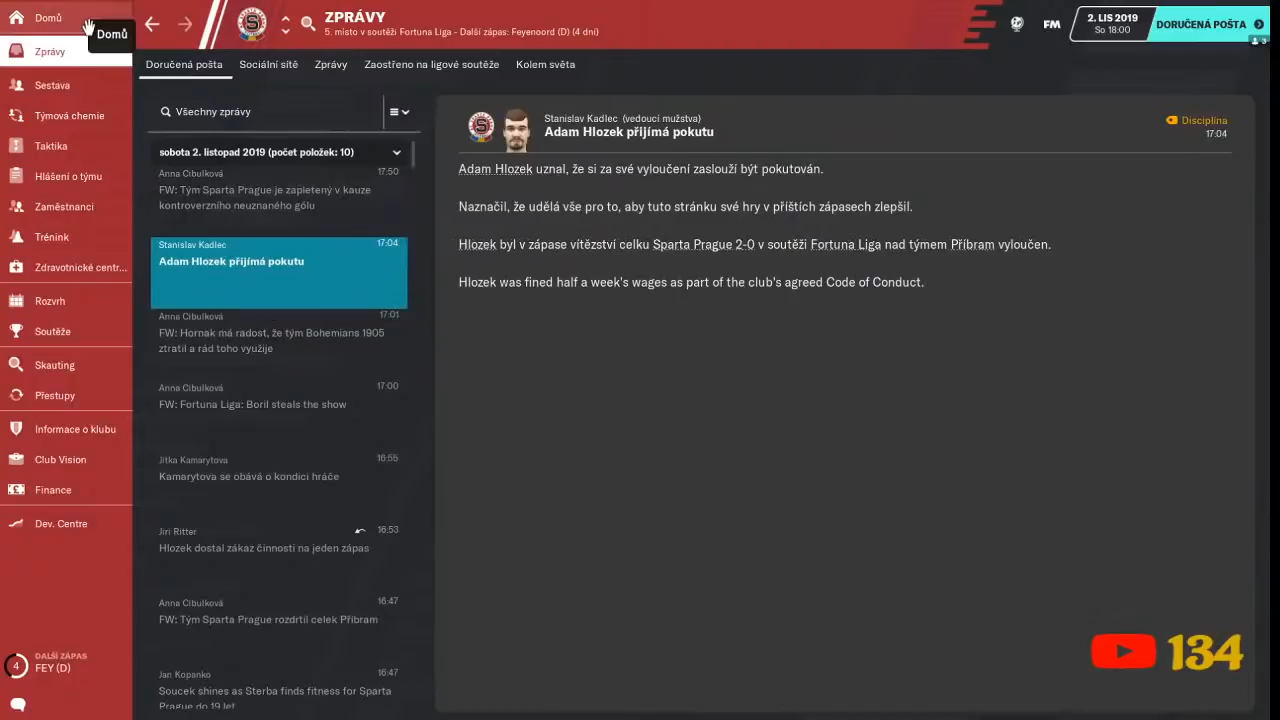 Domů
Domů
Zprávy
Sestava
Týmová chemie
Taktika
Hlášení o týmu
Zaměstnanci
Trénink
Zdravotnické centr...
Rozvrh
Soutěže
Skauting
Přestupy
Informace o klubu
Club Vision
Finance
Dev. Centre
4
DALŠÍ ZÁPAS
FEY (D)
ZPRÁVY
5. místo v soutěži Fortuna Liga - Další zápas: Feyenoord (D) (4 dni)
FM
2. LIS 2019
So 18:00
DORUČENÁ POŠTA
3
Doručená pošta
Sociální sítě
Zprávy
Zaostřeno na ligové soutěže
Kolem světa
Všechny zprávy
sobota 2. listopad 2019 (počet položek: 10)
Anna Cibulková
17:50
FW: Tým Sparta Prague je zapletený v kauze
kontroverzního neuznaného gólu
Stanislav Kadlec
17:04
Adam Hlozek přijímá pokutu
Anna Cibulková
17:01
FW: Hornak má radost, že tým Bohemians 1905
ztratil a rád toho využije
Anna Cibulková
17:00
FW: Fortuna Liga: Boril steals the show
Jitka Kamarytova
16:55
Kamarytova se obává o kondici hráče
Jiri Ritter
16:53
Hlozek dostal zákaz činnosti na jeden zápas
Anna Cibulková
16:47
FW: Tým Sparta Prague rozdrtil celek Příbram
Jan Kopanko
16:47
Soucek shines as Sterba finds fitness for Sparta
Prague do 19 let
Stanislav Kadlec (vedoucí mužstva)
Adam Hlozek přijímá pokutu
Disciplína
17:04
Adam Hlozek uznal, že si za své vyloučení zaslouží být pokutován.
Naznačil, že udělá vše pro to, aby tuto stránku své hry v příštích zápasech zlepšil.
Hlozek byl v zápase vítězství celku Sparta Prague 2-0 v soutěži Fortuna Liga nad týmem Příbram vyloučen.
Hlozek was fined half a week's wages as part of the club's agreed Code of Conduct.
134